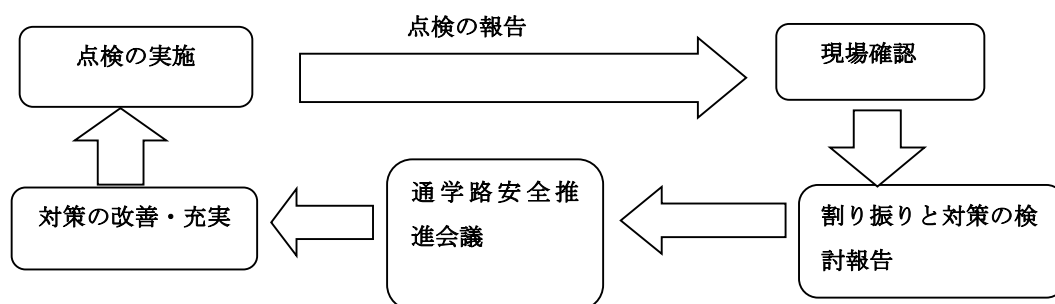 点検の報告
点検の実施
現場確認
通学路安全推
進会議
対策の改善・充実
割り振りと対策の検
討報告